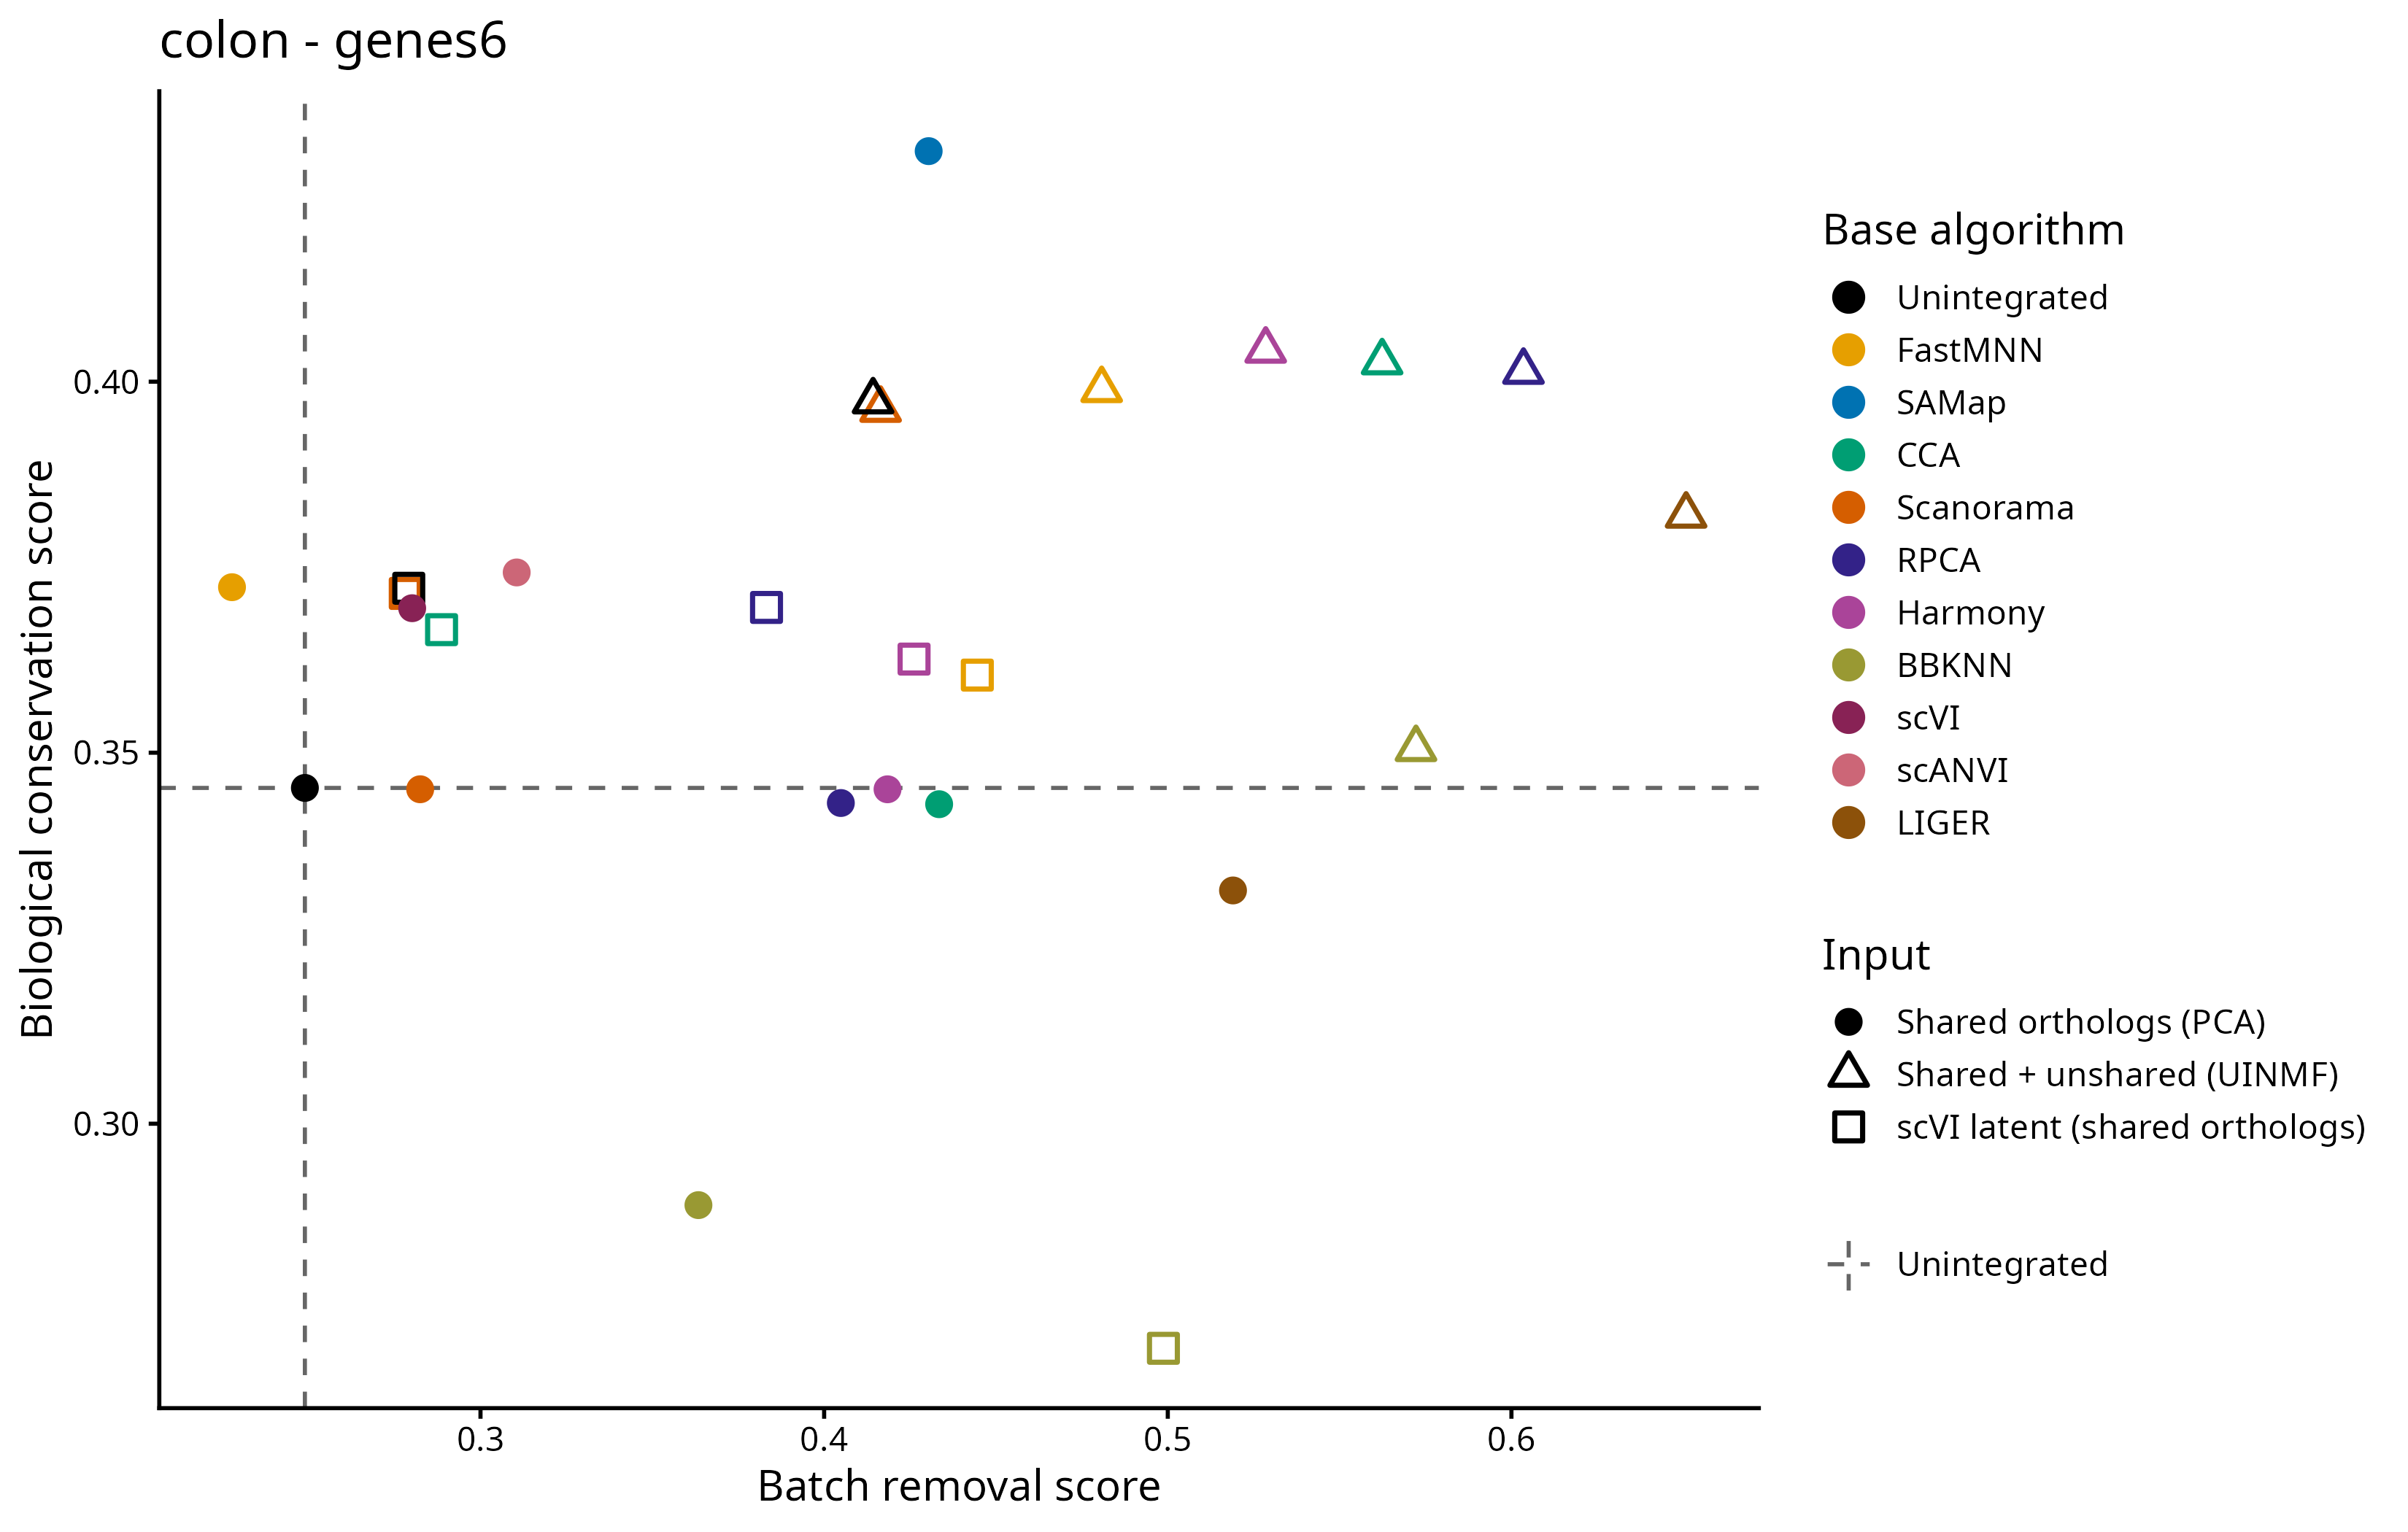 colon - genes6
Biological conservation score
0.40
0.35
0.30
0.3
0.4
0.5
0.6
Batch removal score
Base algorithm
Unintegrated
FastMNN
SAMap
CCA
Scanorama
RPCA
Harmony
BBKNN
scVI
scANVI
LIGER
Input
Shared orthologs (PCA)
Shared + unshared (UINMF)
scVI latent (shared orthologs)
Unintegrated